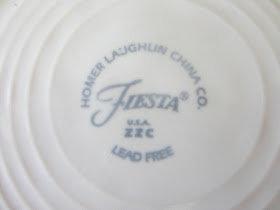 HOMER LAUGHLIN CHINA CO.
FIESTA®
U.S.A.
ZZC
LEAD FREE